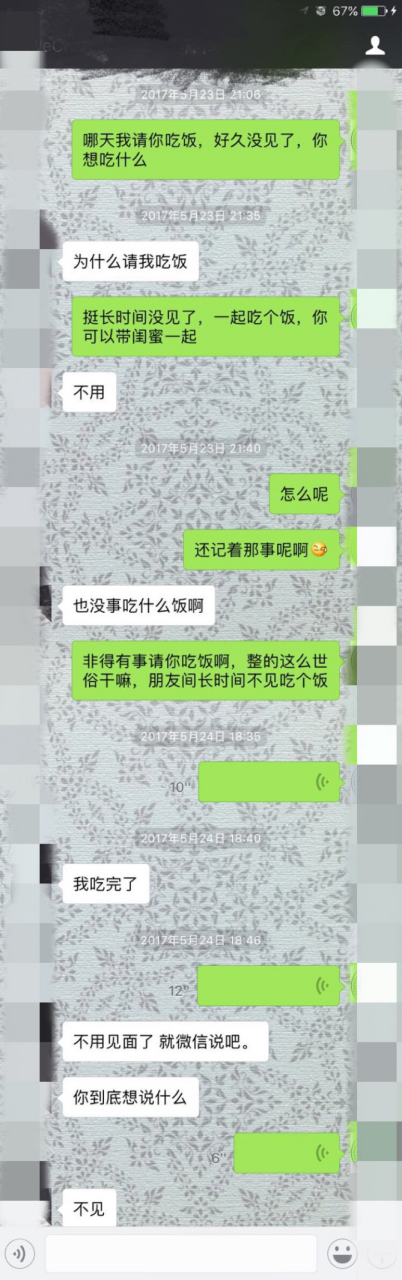 67%
2017年5月23日 21:06
哪天我请你吃饭，好久没见了，你
想吃什么
2017年5月23日 21:35
为什么请我吃饭
挺长时间没见了，一起吃个饭，你
可以带闺蜜一起
不用
2017年5月23日 21:40
怎么呢
还记着那事呢啊
也没事吃什么饭啊
非得有事请你吃饭啊，整的这么世
俗干嘛，朋友间长时间不见吃个饭
2017年5月24日 18:35
10"
2017年5月24日 18:40
我吃完了
2017年5月24日 18:46
12"
不用见面了 就微信说吧。
你到底想说什么
6"
不见